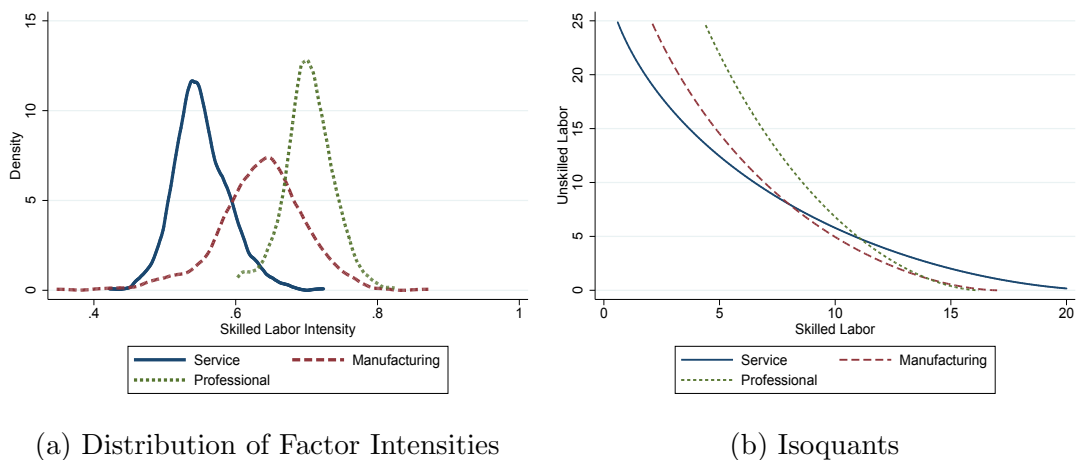 15
10
5
0
Density
.4 .6 .8 1
Skilled Labor Intensity
Service Manufacturing
Professional
(a) Distribution of Factor Intensities
25
20
15
10
5
0
Unskilled Labor
0 5 10 15 20
Skilled Labor
Service Manufacturing
Professional
(b) Isoquants